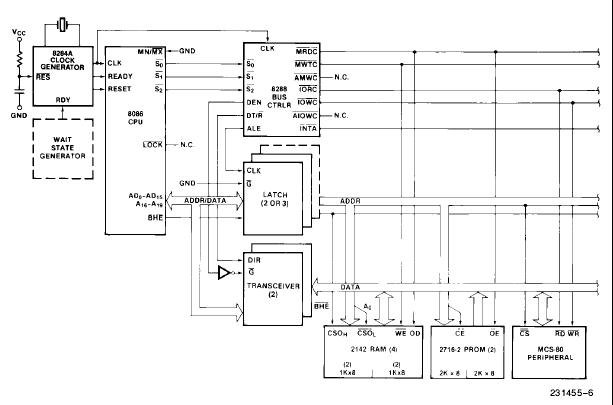 VCC
8284A
CLOCK
GENERATOR
RES
RDY
GND
WAIT
STATE
GENERATOR
MN/MX
GND
CLK
READY
RESET
S0
S1
S2
8086
CPU
LOCK
N.C.
AD0-AD15
A16-A19
BHE
ADDR/DATA
CLK
S0
S1
S2
DEN
DT/R
ALE
8288
BUS
CTRLR
MRDC
MWTC
AMWC
N.C.
IORC
IOWC
AIOWC
N.C.
INTA
CLK
GND
G
LATCH
(2 OR 3)
ADDR
DIR
G
TRANSCEIVER
(2)
DATA
BHE
A0
CSOH
CSOL
WE OD
2142 RAM (4)
(2)
1Kx8
(2)
1Kx8
CE
OE
2716-2 PROM (2)
2K × 8
2K × 8
CS
RD WR
MCS-80
PERIPHERAL
231455-6